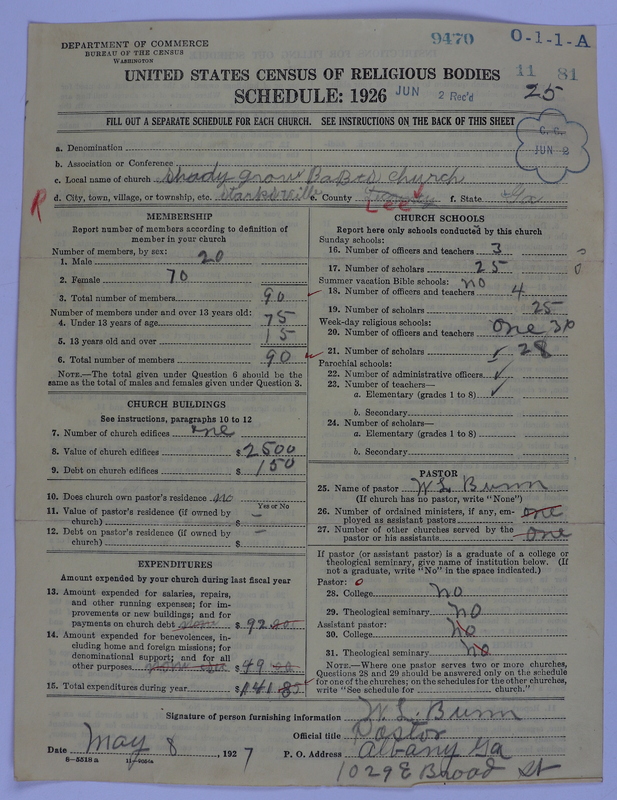 DEPARTMENT OF COMMERCE
BUREAU OF THE CENSUS
WASHINGTON
9470
O-1-1-A
UNITED STATES CENSUS OF RELIGIOUS BODIES
11 81
SCHEDULE: 1926
JUN 2 Rec'd
25
FILL OUT A SEPARATE SCHEDULE FOR EACH CHURCH. SEE INSTRUCTIONS ON THE BACK OF THIS SHEET
C. C.
JUN 2
a. Denomination
b. Association or Conference
c. Local name of church Shady Grove Babtis church
R
d. City, town, village, or township, etc. Starksville e. County Lee f. State Ga
MEMBERSHIP
Report number of members according to definition of
member in your church
Number of members, by sex:
1. Male 20
2. Female 70
3. Total number of members 90
Number of members under and over 13 years old:
4. Under 13 years of age 75
5. 13 years old and over 15
6. Total number of members 90
NOTE.—The total given under Question 6 should be
same as the total of males and females given under Question 3.
CHURCH BUILDINGS
See instructions, paragraphs 10 to 12
7. Number of church edifices one
8. Value of church edifices $ 2500
9. Debt on church edifices $ 150
10. Does church own pastor's residence no
Yes or No
11. Value of pastor's residence (if owned by
church) $ —
12. Debt on pastor's residence (if owned by
church) $ —
EXPENDITURES
Amount expended by your church during last fiscal year
13. Amount expended for salaries, repairs,
and other running expenses; for im-
provements or new buildings; and for
payments on church debt $ 92
14. Amount expended for benevolences, in-
cluding home and foreign missions; for
denominational support; and for all
other purposes $ 49
15. Total expenditures during year $ 141.85
CHURCH SCHOOLS
Report here only schools conducted by this church
Sunday schools:
16. Number of officers and teachers 3
17. Number of scholars 25
Summer vacation Bible schools: no
18. Number of officers and teachers 4
19. Number of scholars 25
Week-day religious schools:
20. Number of officers and teachers one 3
21. Number of scholars 28
Parochial schools:
22. Number of administrative officers
23. Number of teachers—
a. Elementary (grades 1 to 8)
b. Secondary
24. Number of scholars—
a. Elementary (grades 1 to 8)
b. Secondary
PASTOR
25. Name of pastor W L Bunn
(If church has no pastor, write "None")
26. Number of ordained ministers, if any, em-
ployed as assistant pastors one
27. Number of other churches served by the
pastor or his assistants one
If pastor (or assistant pastor) is a graduate of a college or
theological seminary, give name of institution below. (If
not a graduate, write "No" in the space indicated.)
Pastor: 0
28. College no
29. Theological seminary no
Assistant pastor:
30. College no
31. Theological seminary no
NOTE.—Where one pastor serves two or more churches,
Questions 28 and 29 should be answered only on the schedule
for one of the churches; on the schedules for the other churches,
write "See schedule for church."
Signature of person furnishing information W. L. Bunn
Official title Pastor
Date May 8, 1927
P. O. Address Albany Ga
8—5518 a
1029 E Broad St